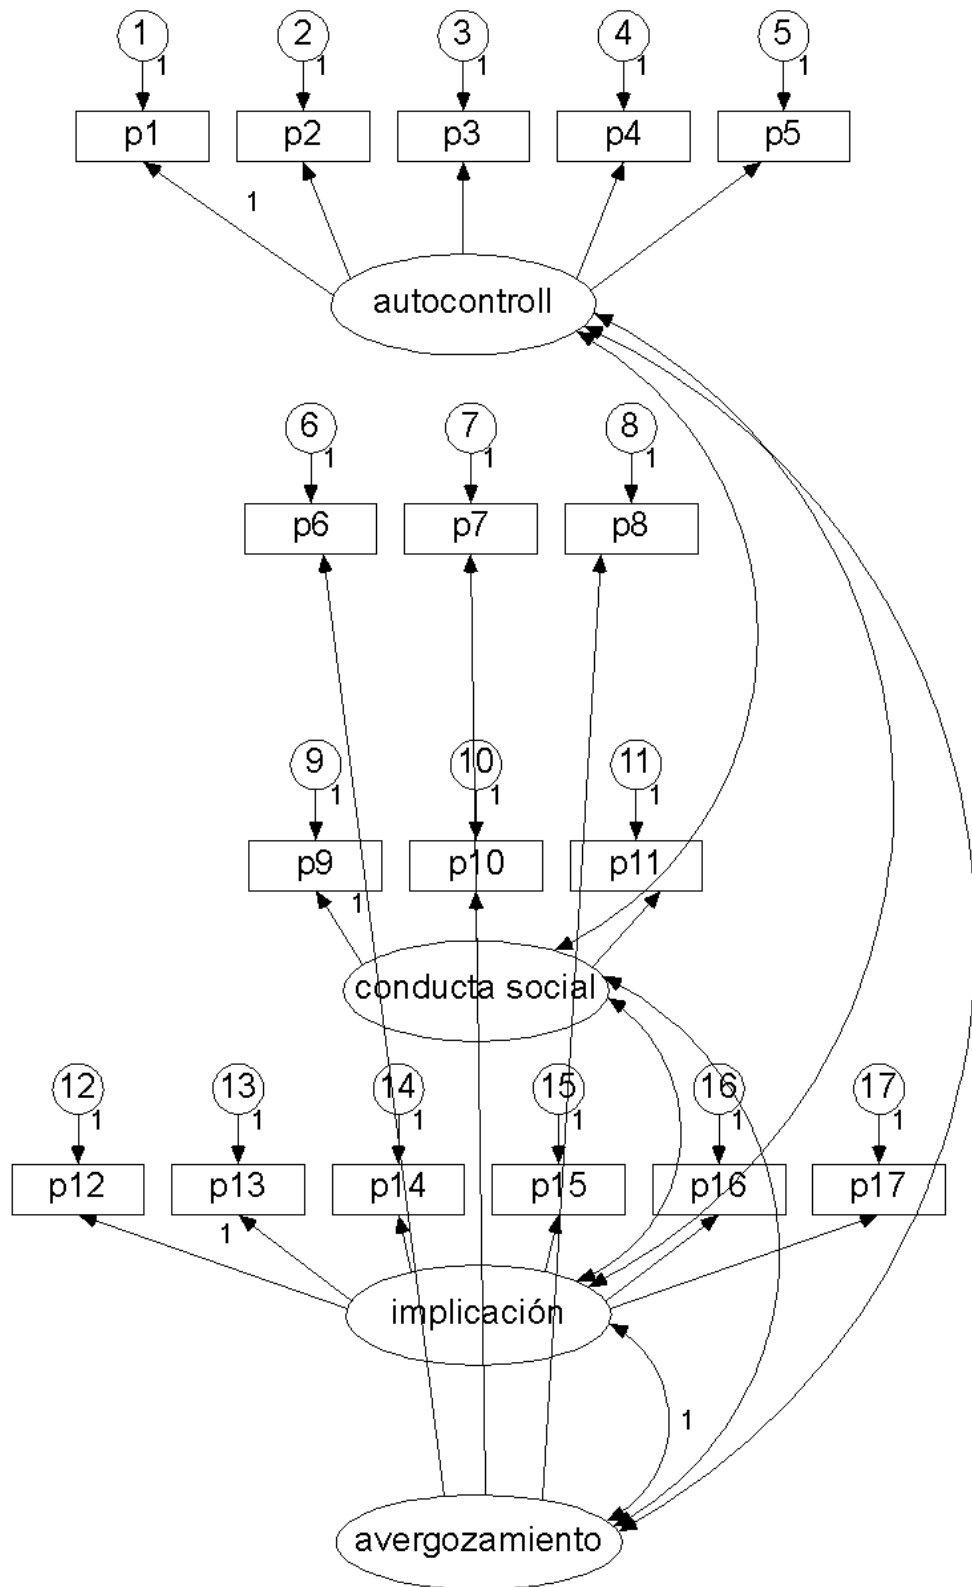 1 2 3 4 5
1 1 1 1 1
p1 p2 p3 p4 p5
1
autocontroll
6 7 8
1 1 1
p6 p7 p8
9 10 11
1 1 1
p9 p10 p11
1
conducta social
12 13 14 15 16 17
1 1 1 1 1 1
p12 p13 p14 p15 p16 p17
1
implicación
1
avergozamiento